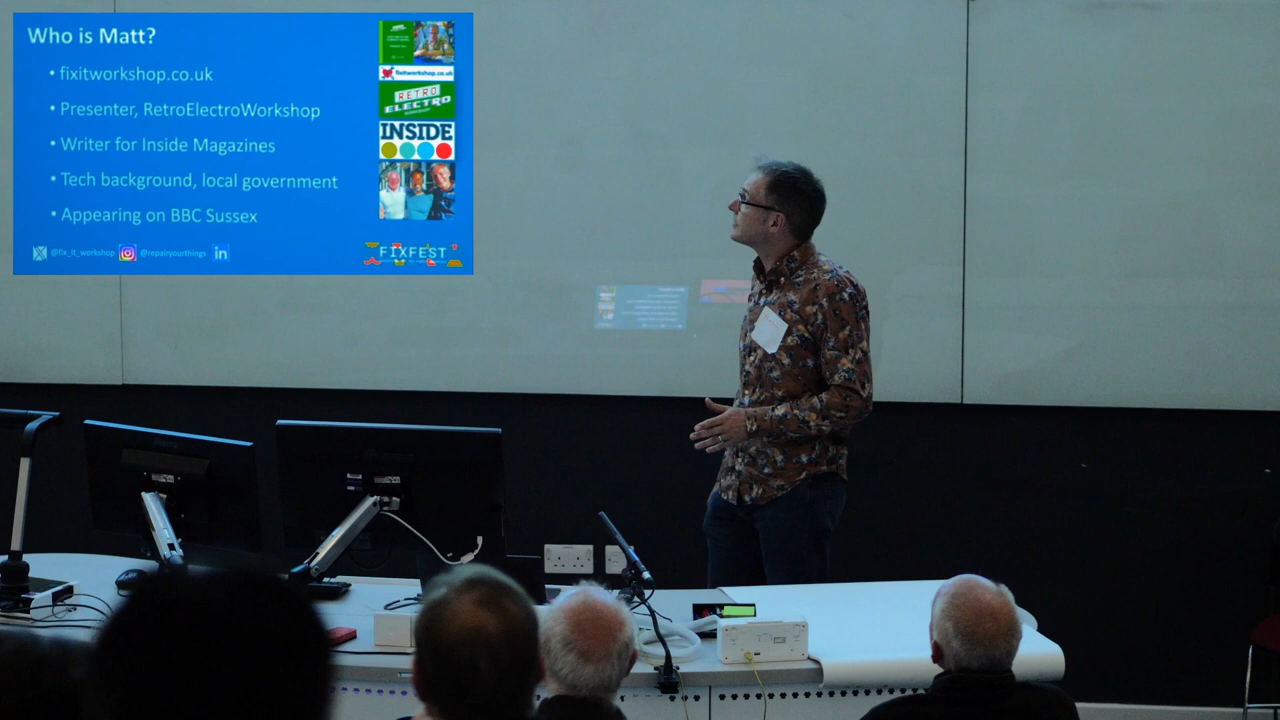 Who is Matt?
• fixitworkshop.co.uk
• Presenter, RetroElectroWorkshop
• Writer for Inside Magazines
• Tech background, local government
• Appearing on BBC Sussex
@fix_it_workshop
@repairyourthings
in
fixitworkshop.co.uk
RETRO
ELECTRO
INSIDE
FIXFEST